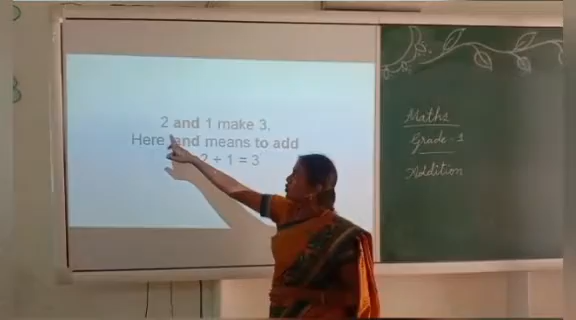 2 and 1 make 3.
Here and means to add
2 + 1 = 3
Maths
Grade - 1
Addition